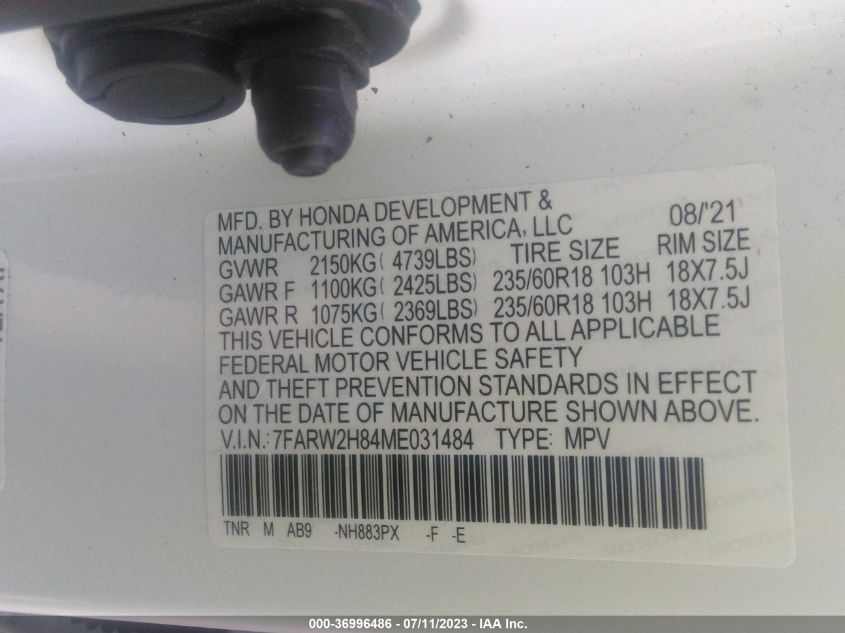 MFD. BY HONDA DEVELOPMENT &
MANUFACTURING OF AMERICA, LLC 08/'21
GVWR 2150KG( 4739LBS) TIRE SIZE RIM SIZE
GAWR F 1100KG( 2425LBS) 235/60R18 103H 18X7.5J
GAWR R 1075KG( 2369LBS) 235/60R18 103H 18X7.5J
THIS VEHICLE CONFORMS TO ALL APPLICABLE
FEDERAL MOTOR VEHICLE SAFETY
AND THEFT PREVENTION STANDARDS IN EFFECT
ON THE DATE OF MANUFACTURE SHOWN ABOVE.
V.I.N.: 7FARW2H84ME031484 TYPE: MPV
TNR M AB9 -NH883PX -F -E
000-36996486 - 07/11/2023 - IAA Inc.